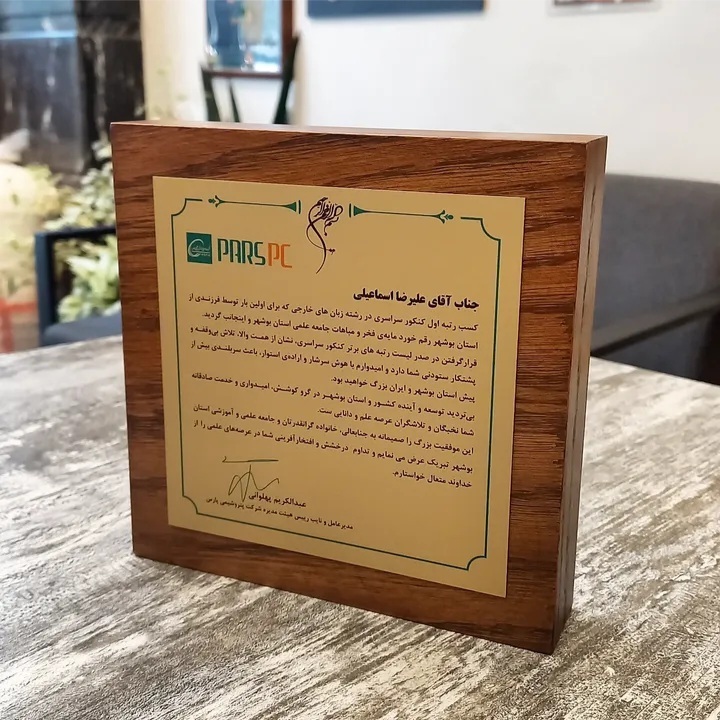 PARSPC
جناب آقای علیرضا اسماعیلی
کسب رتبه اول کنکور سراسری در رشته زبان های خارجی که برای اولین بار توسط فرزندی از
استان بوشهر رقم خورد مایه‌ی فخر و مباهات جامعه علمی استان بوشهر و اینجانب گردید.
قرارگرفتن در صدر لیست رتبه های برتر کنکور سراسری، نشان از همت والا، تلاش بی‌وقفه و
پشتکار ستودنی شما دارد و امیدوارم با هوش سرشار و اراده‌ی استوار، باعث سربلندی بیش از
پیش استان بوشهر و ایران بزرگ خواهید بود.
بی‌تردید توسعه و آینده کشور و استان بوشهر در گرو کوشش، امیدواری و خدمت صادقانه
شما نخبگان و تلاشگران عرصه علم و دانایی ست.
این موفقیت بزرگ را صمیمانه به جنابعالی، خانواده گرانقدرتان و جامعه علمی و آموزشی استان
بوشهر تبریک عرض می نمایم و تداوم درخشش و افتخارآفرینی شما در عرصه‌های علمی را از
خداوند متعال خواستارم.
عبدالکریم پهلوانی
مدیرعامل و نایب رییس هیئت مدیره شرکت پتروشیمی پارس